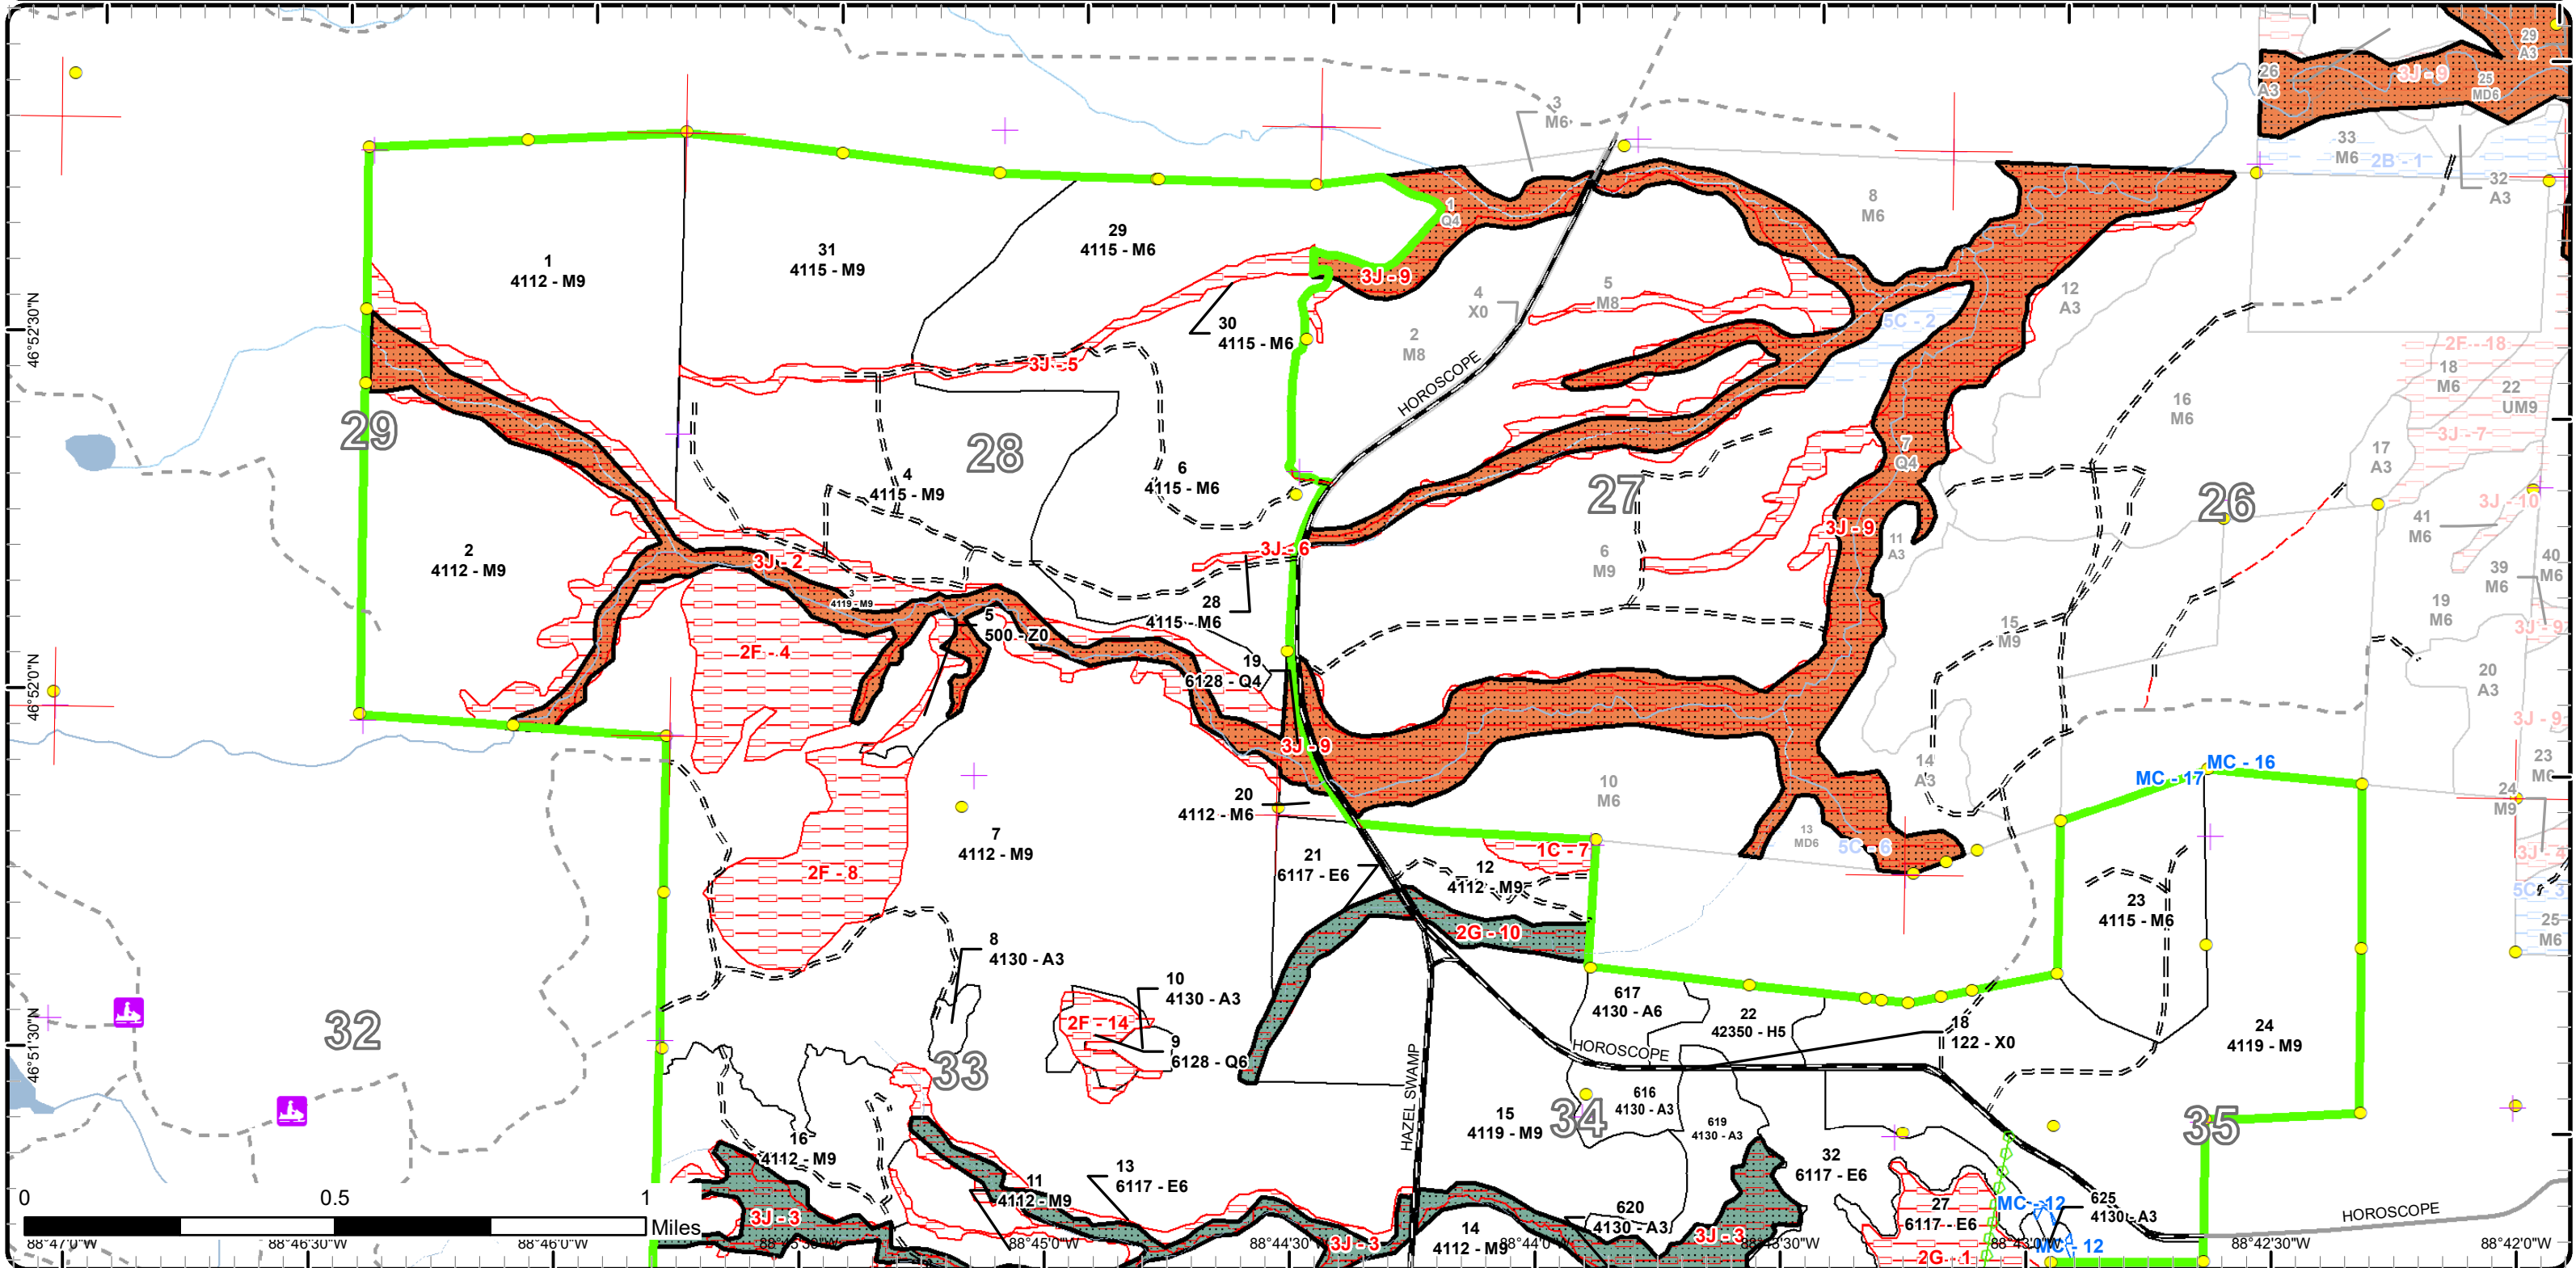 29
A3
26
A3
3J - 9
25
MD6
3
M6
33
M6
2B - 1
32
A3
1
Q4
8
M6
29
4115 - M6
1
4112 - M9
31
4115 - M9
3J - 9
4
X0
5
M8
12
A3
30
4115 - M6
2
M8
5C - 2
46°52'30"N
3J - 5
HOROSCOPE
2F - 18
18
M6
22
UM9
16
M6
29
28
7
Q4
3J - 7
17
A3
4
4115 - M9
6
4115 - M6
27
26
3J - 10
41
M6
3J - 9
11
A3
2
4112 - M9
3J - 2
3J - 6
6
M9
40
M6
39
M6
3
4119 - M9
28
4115 - M6
5
500 - Z0
19
M6
15
M9
3J - 9
2F - 4
19
6128 - Q4
20
A3
46°52'0"N
3J - 9
3J - 9
MC - 16
MC - 17
23
M6
14
A3
10
M6
20
4112 - M6
24
M9
13
MD6
5C - 6
7
4112 - M9
1C - 7
3J - 4
21
6117 - E6
12
4112 - M9
2F - 8
5C - 3
23
4115 - M6
25
M6
2G - 10
8
4130 - A3
10
4130 - A3
617
4130 - A6
22
42350 - H5
2F - 14
18
122 - X0
24
4119 - M9
32
9
6128 - Q6
HOROSCOPE
33
46°51'30"N
HAZEL SWAMP
616
4130 - A3
34
15
4119 - M9
619
4130 - A3
35
16
4112 - M9
32
6117 - E6
13
6117 - E6
11
4112 - M9
0 0.5 1
Miles
3J - 3
620
4130 - A3
27
6117 - E6
MC - 12
625
4130 - A3
HOROSCOPE
14
4112 - M9
3J - 3
3J - 3
MC - 12
2G - 1
88°47'0"W 88°46'30"W 88°46'0"W 88°45'30"W 88°45'0"W 88°44'30"W 88°44'0"W 88°43'30"W 88°43'0"W 88°42'30"W 88°42'0"W